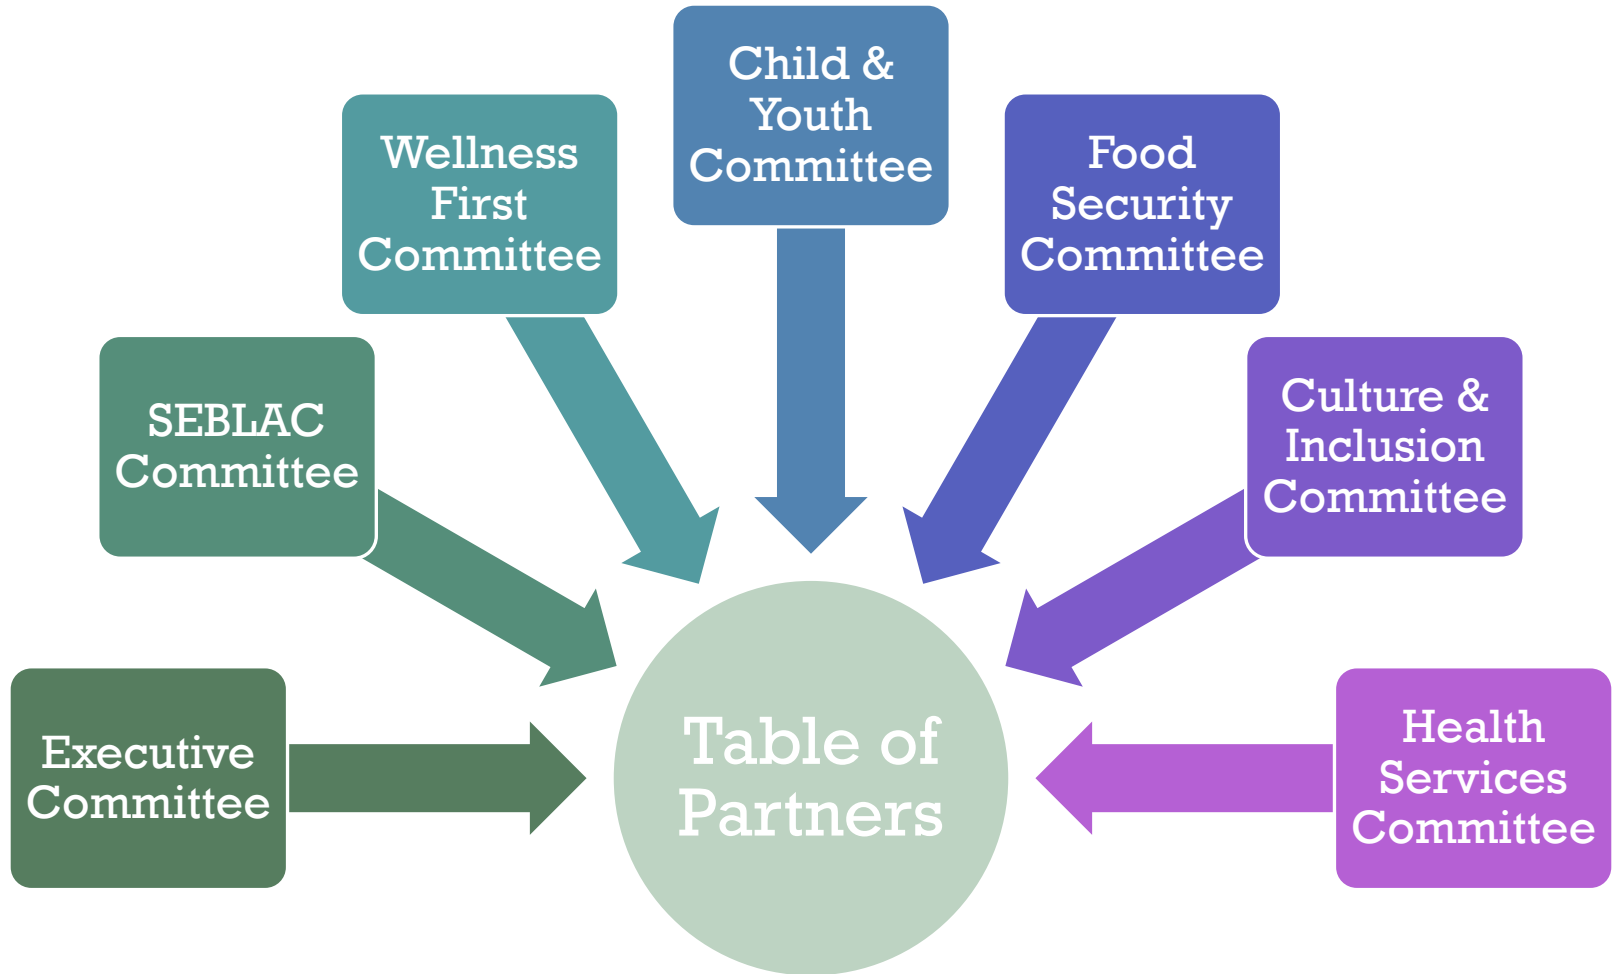 Child &
Youth
Committee
Wellness
First
Committee
Food
Security
Committee
SEBLAC
Committee
Culture &
Inclusion
Committee
Executive
Committee
Table of
Partners
Health
Services
Committee